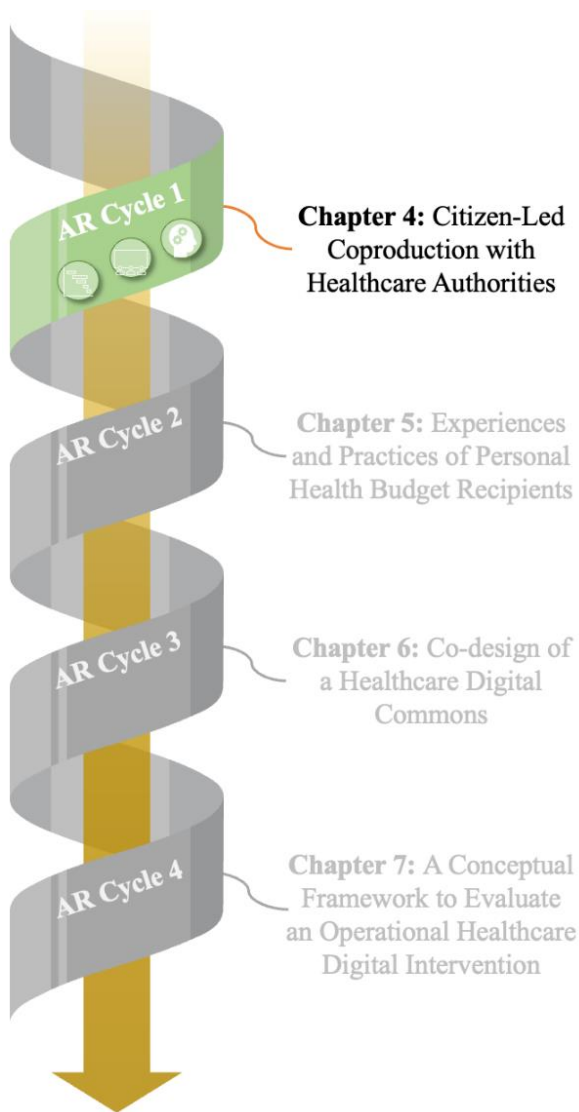 AR Cycle 1
Chapter 4: Citizen-Led
Coproduction with
Healthcare Authorities
AR Cycle 2
Chapter 5: Experiences
and Practices of Personal
Health Budget Recipients
AR Cycle 3
Chapter 6: Co-design of
a Healthcare Digital
Commons
AR Cycle 4
Chapter 7: A Conceptual
Framework to Evaluate
an Operational Healthcare
Digital Intervention